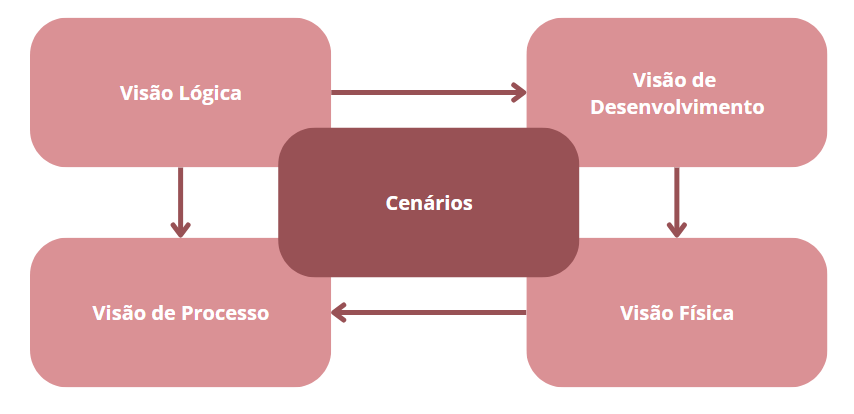 Visão Lógica
Visão de
Desenvolvimento
Cenários
Visão de Processo
Visão Física